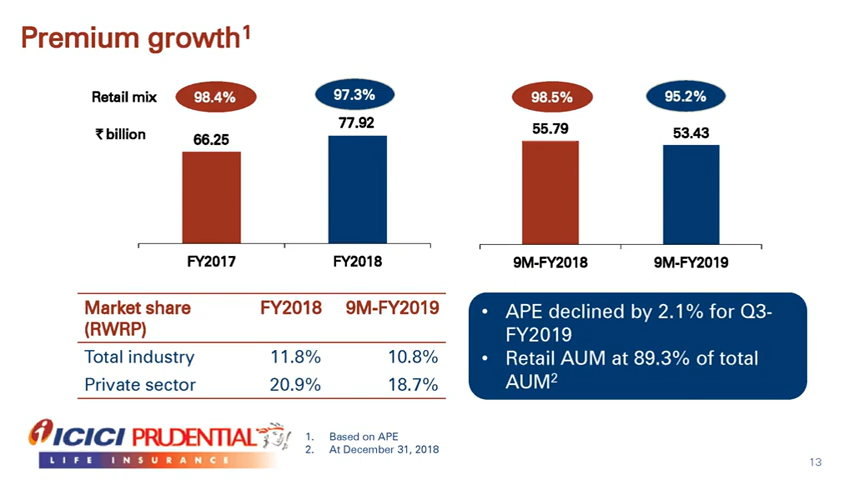 Premium growth1
Retail mix
98.4%
97.3%
98.5%
95.2%
₹ billion
66.25
77.92
55.79
53.43
FY2017
FY2018
9M-FY2018
9M-FY2019
Market share FY2018 9M-FY2019
(RWRP)
Total industry 11.8% 10.8%
Private sector 20.9% 18.7%
• APE declined by 2.1% for Q3-
FY2019
• Retail AUM at 89.3% of total
AUM2
ICICI PRUDENTIAL
LIFE INSURANCE
1. Based on APE
2. At December 31, 2018
13